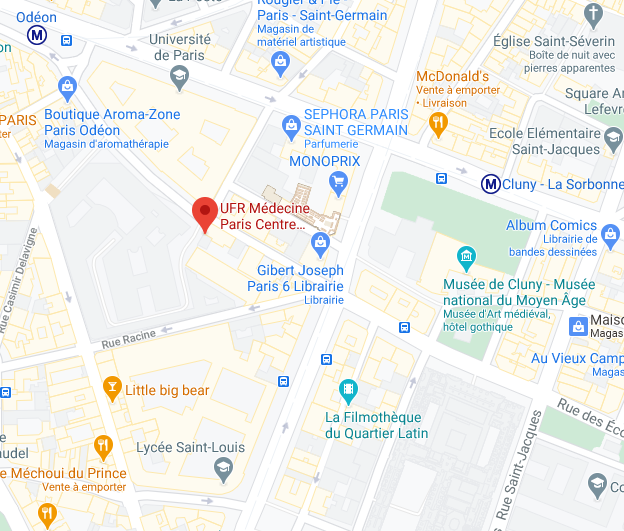 La Poste
Rougier & Plé
Paris - Saint-Germain
Magasin de
matériel artistique
Odéon
M
Université
de Paris
Église Saint-Séverin
Boîte de nuit avec
pierres apparentes
McDonald's
Vente à emporter
• Livraison
Square An
Lefevre
Boutique Aroma-Zone
Paris Odéon
Magasin d'aromathérapie
PARIS
ter
SEPHORA PARIS
SAINT GERMAIN
Parfumerie
Ecole Elémentaire
Saint-Jacques
MONOPRIX
M
Cluny - La Sorbonne
UFR Médecine
Paris Centre...
Album Comics
Librairie de
bandes dessinées
Rue Casimir Delavigne
Gibert Joseph
Paris 6 Librairie
Librairie
Musée de Cluny - Musée
national du Moyen Âge
Musée d'Art médiéval,
hôtel gothique
Maiso
Magas
Rue Racine
Au Vieux Camp
Magas
Little big bear
La Filmothèque
du Quartier Latin
Rue des Éco
Lycée Saint-Louis
Rue Saint-Jacques
e
audel
e Méchoui du Prince
Vente à emporter
Co